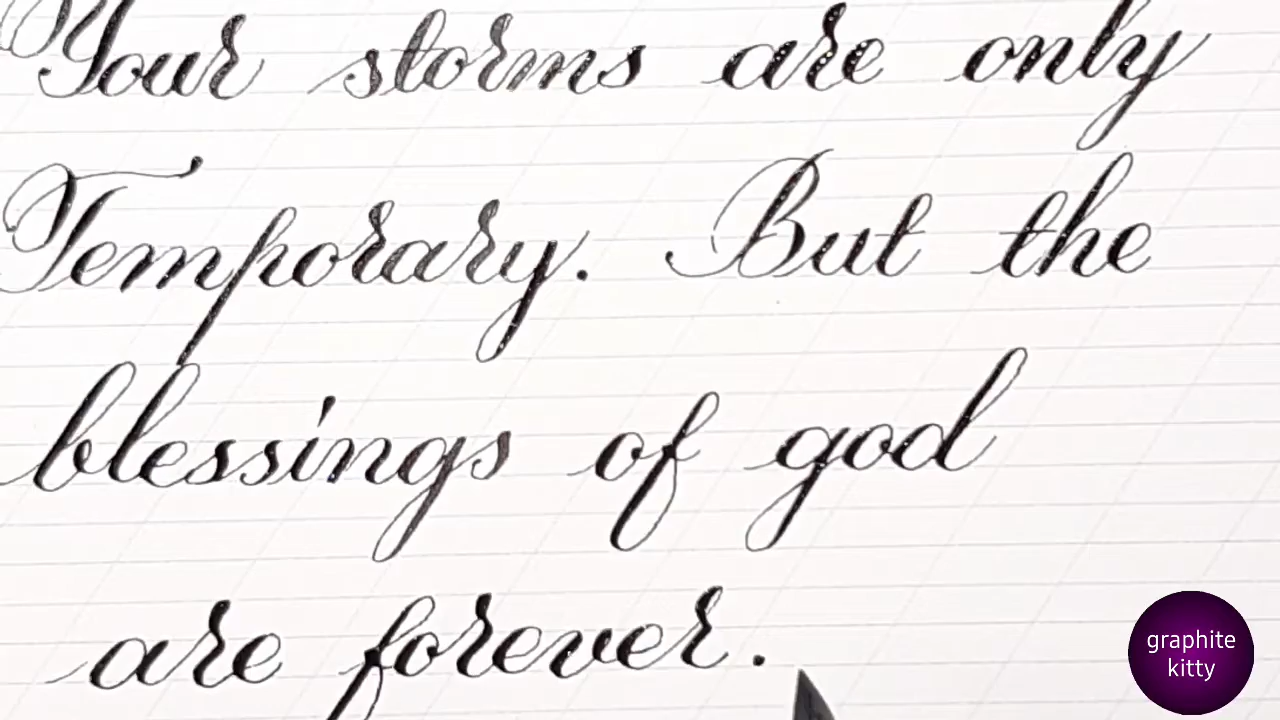 Your storms are only
Temporary. But the
blessings of god
are forever.
graphite
kitty